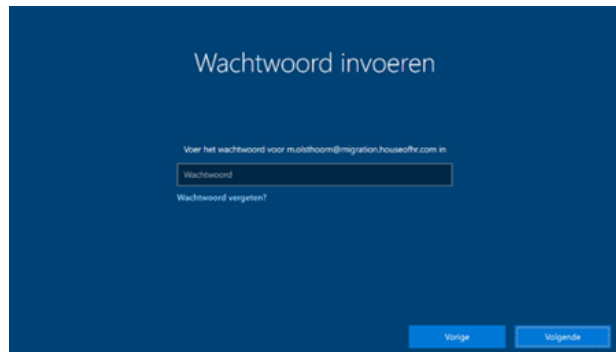 Wachtwoord invoeren
Voer het wachtwoord voor m.olsthoorn@migration.houseofhr.com in
Wachtwoord
Wachtwoord vergeten?
Vorige
Volgende